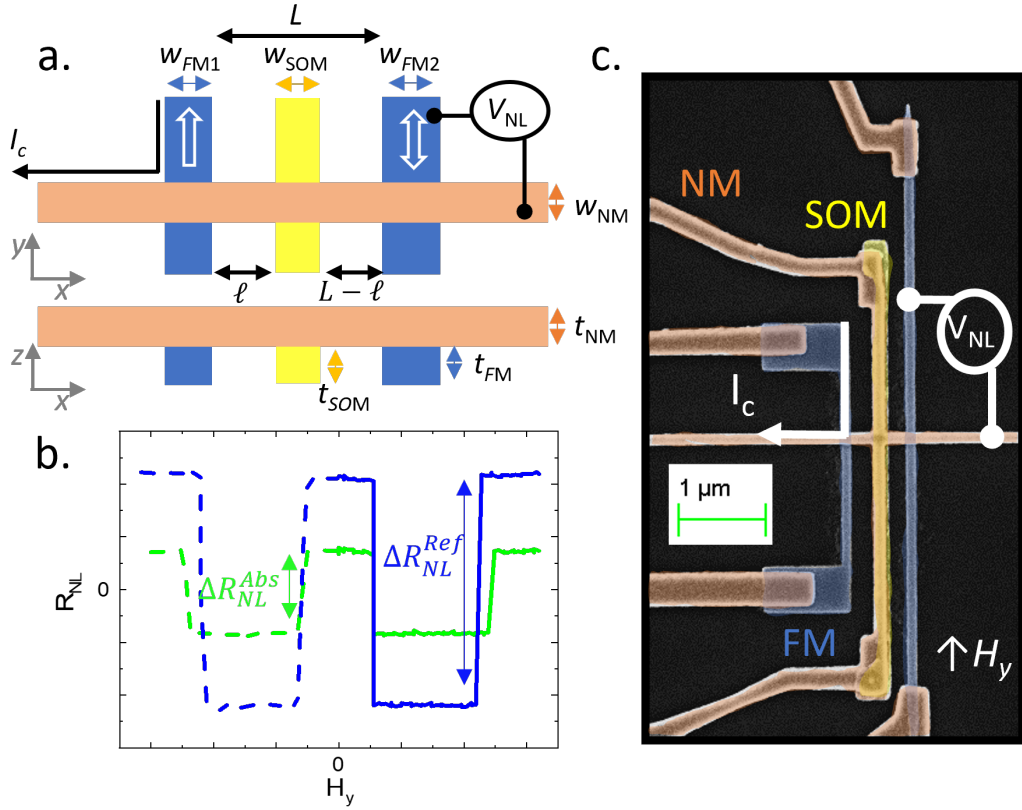 a.
L
w_FM1
w_SOM
w_FM2
V_NL
I_c
w_NM
y
x
ℓ
L − ℓ
t_NM
z
x
t_SOM
t_FM
b.
ΔR_NL^Abs
ΔR_NL^Ref
R_NL
0
0
H_y
c.
NM
SOM
V_NL
I_c
1 µm
FM
↑ H_y